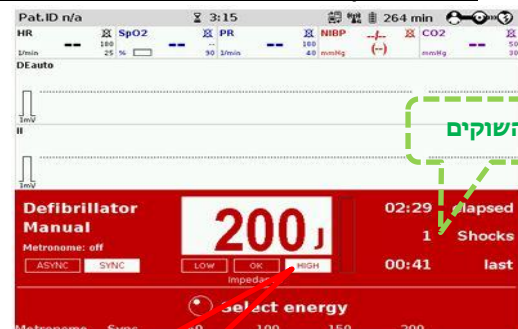 Pat.ID n/a 3:15 264 min
HR SpO2 PR NIBP CO2
-- 180 -- -- -- 180 --/-- -- 50
1/min 25 % 90 1/min 40 mmHg (--) mmHg 30
DEauto
1mV
II
השוקים
1mV
Defibrillator
Manual
Metronome: off
ASYNC SYNC
200J
LOW OK HIGH
02:29 elapsed
1 Shocks
00:41 last
Select energy
Metronome Sync 100 150 200